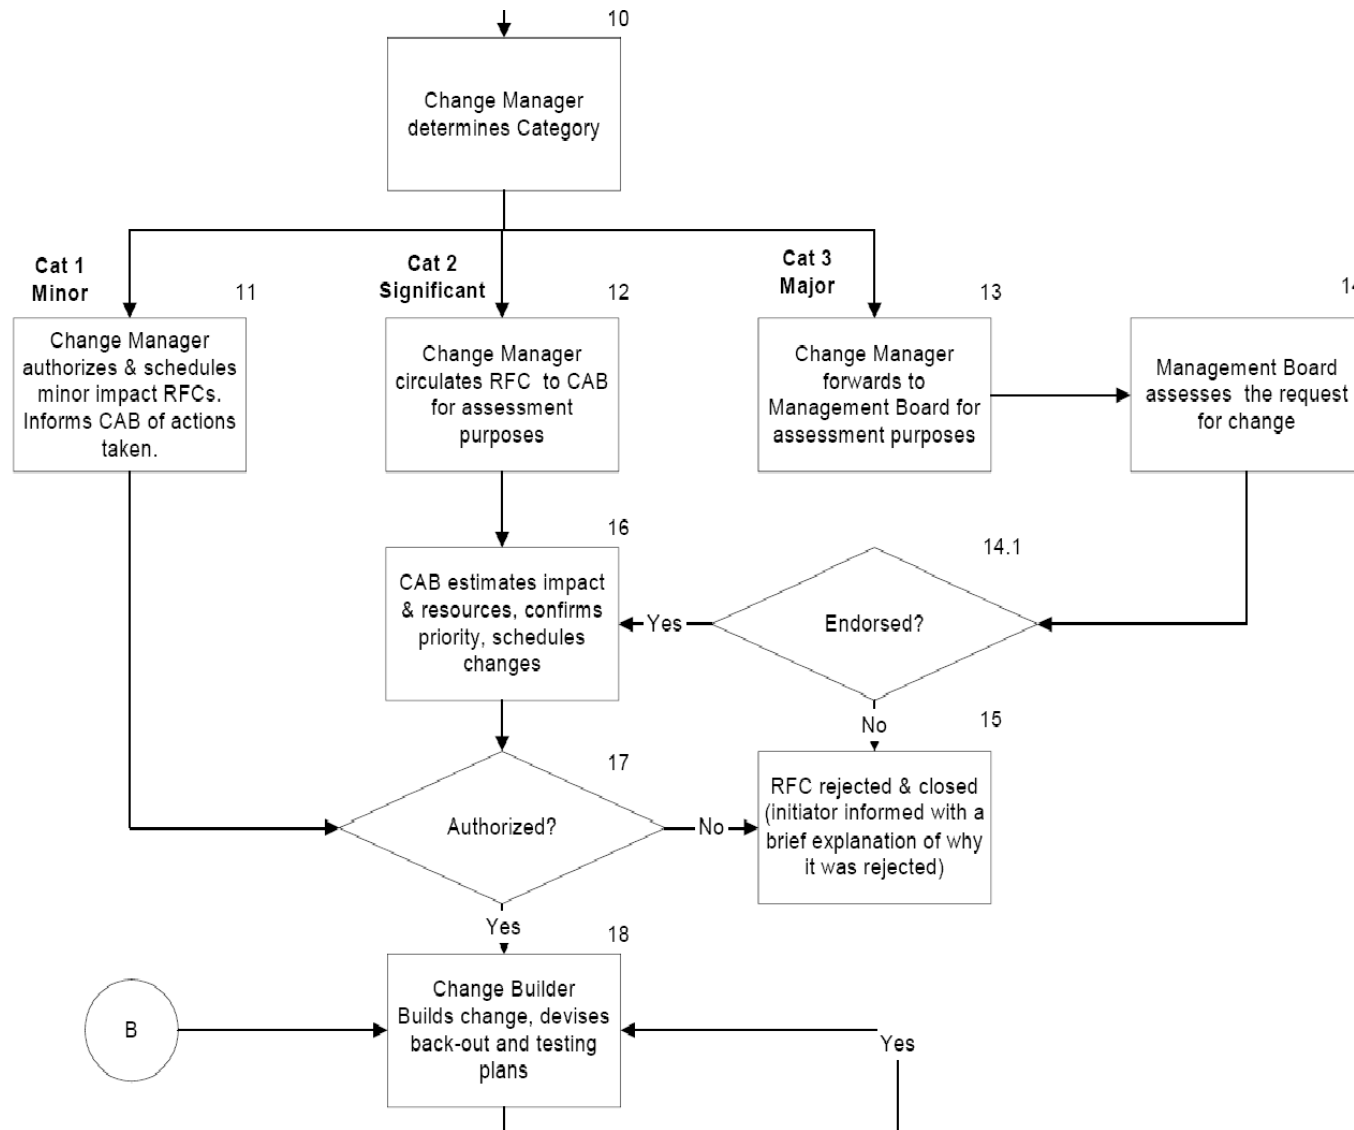 10
Change Manager
determines Category
Cat 1
Minor
11
Cat 2
Significant
12
Cat 3
Major
13
14
Change Manager
authorizes & schedules
minor impact RFCs.
Informs CAB of actions
taken.
Change Manager
circulates RFC to CAB
for assessment
purposes
Change Manager
forwards to
Management Board for
assessment purposes
Management Board
assesses the request
for change
16
CAB estimates impact
& resources, confirms
priority, schedules
changes
Yes
14.1
Endorsed?
No
15
17
Authorized?
No
RFC rejected & closed
(initiator informed with a
brief explanation of why
it was rejected)
Yes
18
B
Change Builder
Builds change, devises
back-out and testing
plans
Yes